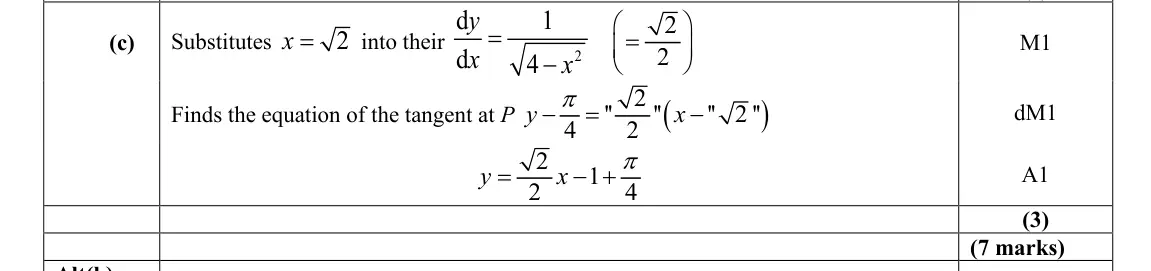 (c) Substitutes x = √2 into their dy/dx = 1/√(4 − x²) (= √2/2) M1
Finds the equation of the tangent at P y − π/4 = "√2/2"(x − "√2") dM1
y = √2/2 x − 1 + π/4 A1
(3)
(7 marks)